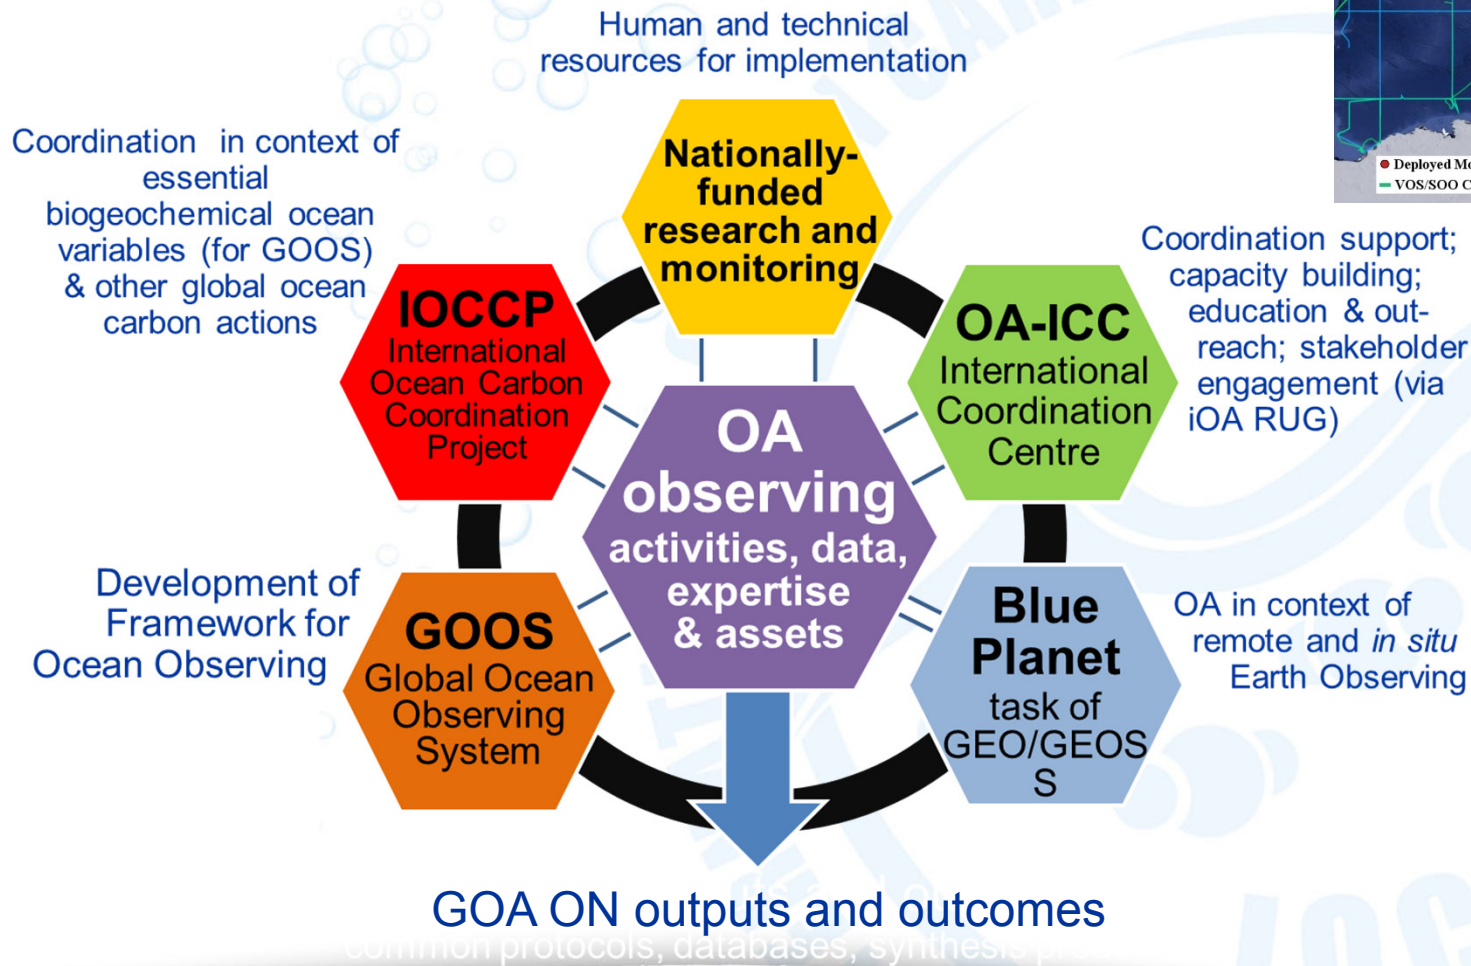 Human and technical
resources for implementation
Coordination in context of
essential
biogeochemical ocean
variables (for GOOS)
& other global ocean
carbon actions
Nationally-
funded
research and
monitoring
Deployed
VOS/SOO
IOCCP
International
Ocean Carbon
Coordination
Project
OA-ICC
International
Coordination
Centre
Coordination support;
capacity building;
education & out-
reach; stakeholder
engagement (via
iOA RUG)
OA
observing
activities, data,
expertise
& assets
Development of
Framework for
Ocean Observing
GOOS
Global Ocean
Observing
System
Blue
Planet
task of
GEO/GEOS
S
OA in context of
remote and in situ
Earth Observing
GOA ON outputs and outcomes
common protocols, databases, synthesis